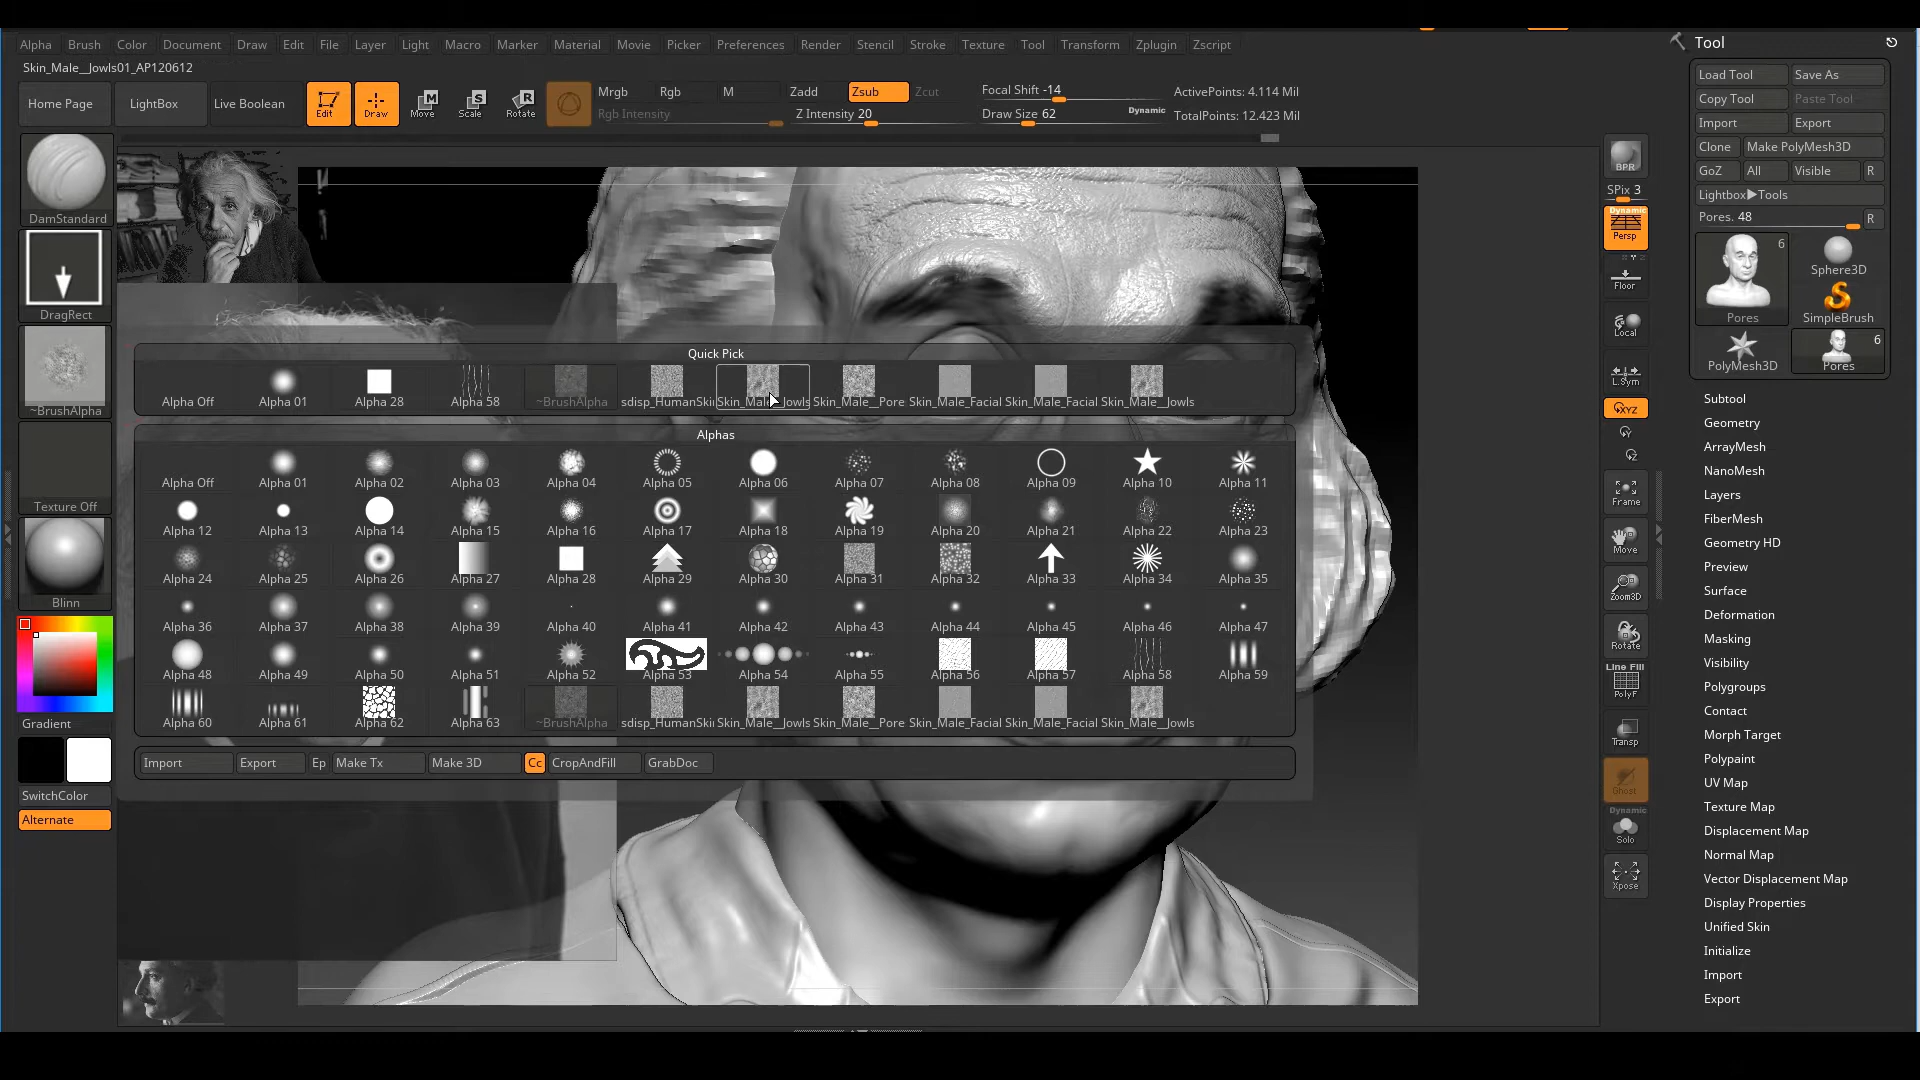 Alpha Brush Color Document Draw Edit File Layer Light Macro Marker Material Movie Picker Preferences Render Stencil Stroke Texture Tool Transform Zplugin Zscript
Skin_Male__Jowls01_AP120612
Home Page LightBox Live Boolean Edit Draw Move Scale Rotate
Mrgb Rgb M Zadd Zsub Zcut Focal Shift -14 ActivePoints: 4.114 Mil
Rgb Intensity Z Intensity 20 Draw Size 62 Dynamic TotalPoints: 12.423 Mil
DamStandard
DragRect
~BrushAlpha
Texture Off
Blinn
Gradient
SwitchColor
Alternate
Quick Pick
Alpha Off Alpha 01 Alpha 28 Alpha 58 ~BrushAlpha sdisp_HumanSki Skin_Male__Jowls Skin_Male__Pore Skin_Male_Facial Skin_Male_Facial Skin_Male__Jowls
Alphas
Alpha Off Alpha 01 Alpha 02 Alpha 03 Alpha 04 Alpha 05 Alpha 06 Alpha 07 Alpha 08 Alpha 09 Alpha 10 Alpha 11
Alpha 12 Alpha 13 Alpha 14 Alpha 15 Alpha 16 Alpha 17 Alpha 18 Alpha 19 Alpha 20 Alpha 21 Alpha 22 Alpha 23
Alpha 24 Alpha 25 Alpha 26 Alpha 27 Alpha 28 Alpha 29 Alpha 30 Alpha 31 Alpha 32 Alpha 33 Alpha 34 Alpha 35
Alpha 36 Alpha 37 Alpha 38 Alpha 39 Alpha 40 Alpha 41 Alpha 42 Alpha 43 Alpha 44 Alpha 45 Alpha 46 Alpha 47
Alpha 48 Alpha 49 Alpha 50 Alpha 51 Alpha 52 Alpha 53 Alpha 54 Alpha 55 Alpha 56 Alpha 57 Alpha 58 Alpha 59
Alpha 60 Alpha 61 Alpha 62 Alpha 63 ~BrushAlpha sdisp_HumanSki Skin_Male__Jowls Skin_Male__Pore Skin_Male_Facial Skin_Male_Facial Skin_Male__Jowls
Import Export Ep Make Tx Make 3D Cc CropAndFill GrabDoc
BPR
SPix 3
Dynamic
Persp
Floor
Local
L.Sym
XYZ
Y
Z
Frame
Move
Zoom3D
Rotate
Line Fill
PolyF
Transp
Ghost
Dynamic
Solo
Xpose
Tool
Load Tool Save As
Copy Tool Paste Tool
Import Export
Clone Make PolyMesh3D
GoZ All Visible R
Lightbox▶Tools
Pores. 48 R
6
Pores
Sphere3D
SimpleBrush
PolyMesh3D
6
Pores
Subtool
Geometry
ArrayMesh
NanoMesh
Layers
FiberMesh
Geometry HD
Preview
Surface
Deformation
Masking
Visibility
Polygroups
Contact
Morph Target
Polypaint
UV Map
Texture Map
Displacement Map
Normal Map
Vector Displacement Map
Display Properties
Unified Skin
Initialize
Import
Export